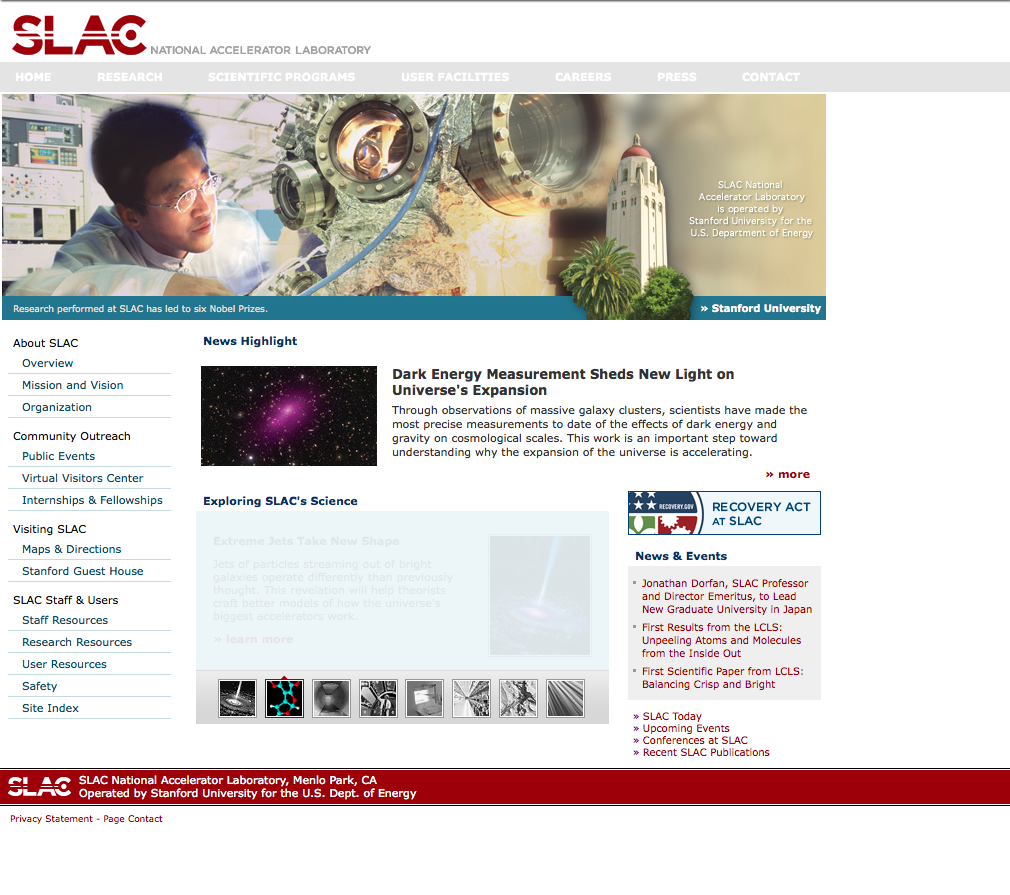 SLAC NATIONAL ACCELERATOR LABORATORY
HOME RESEARCH SCIENTIFIC PROGRAMS USER FACILITIES CAREERS PRESS CONTACT
SLAC National
Accelerator Laboratory
is operated by
Stanford University for the
U.S. Department of Energy
Research performed at SLAC has led to six Nobel Prizes.
» Stanford University
About SLAC
Overview
Mission and Vision
Organization
Community Outreach
Public Events
Virtual Visitors Center
Internships & Fellowships
Visiting SLAC
Maps & Directions
Stanford Guest House
SLAC Staff & Users
Staff Resources
Research Resources
User Resources
Safety
Site Index
News Highlight
Dark Energy Measurement Sheds New Light on
Universe's Expansion
Through observations of massive galaxy clusters, scientists have made the
most precise measurements to date of the effects of dark energy and
gravity on cosmological scales. This work is an important step toward
understanding why the expansion of the universe is accelerating.
» more
Exploring SLAC's Science
Extreme Jets Take New Shape
Jets of particles streaming out of bright
galaxies operate differently than previously
thought. This revelation will help theorists
craft better models of how the universe's
biggest accelerators work.
» learn more
RECOVERY.GOV
RECOVERY ACT
AT SLAC
News & Events
Jonathan Dorfan, SLAC Professor
and Director Emeritus, to Lead
New Graduate University in Japan
First Results from the LCLS:
Unpeeling Atoms and Molecules
from the Inside Out
First Scientific Paper from LCLS:
Balancing Crisp and Bright
» SLAC Today
» Upcoming Events
» Conferences at SLAC
» Recent SLAC Publications
SLAC
SLAC National Accelerator Laboratory, Menlo Park, CA
Operated by Stanford University for the U.S. Dept. of Energy
Privacy Statement - Page Contact